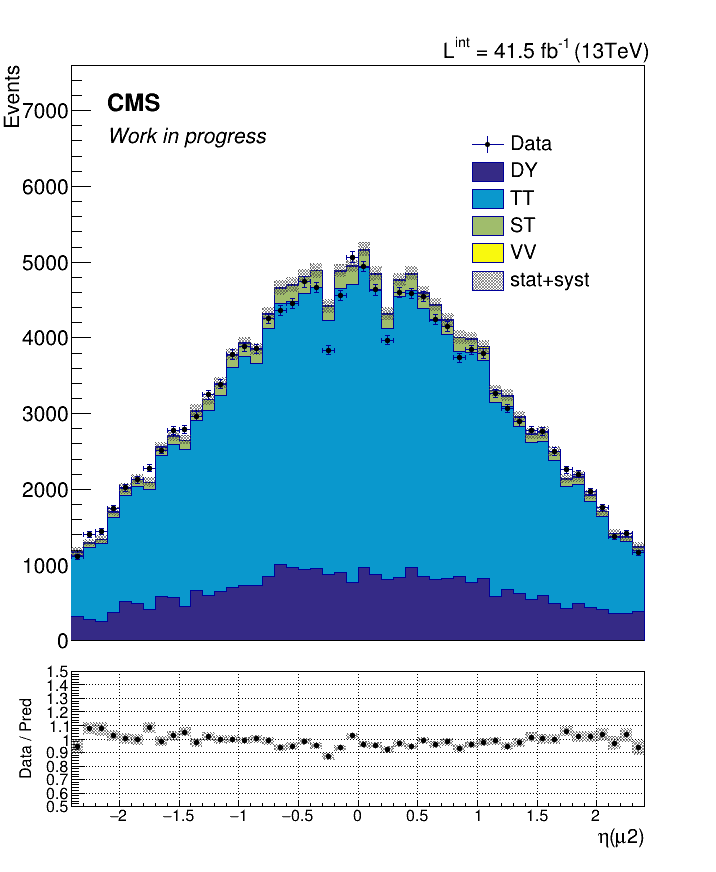 L^int = 41.5 fb^-1 (13TeV)
Events
CMS
Work in progress
Data
DY
TT
ST
VV
stat+syst
7000
6000
5000
4000
3000
2000
1000
0
Data / Pred
1.5
1.4
1.3
1.2
1.1
1
0.9
0.8
0.7
0.6
0.5
−2 −1.5 −1 −0.5 0 0.5 1 1.5 2
η(μ2)